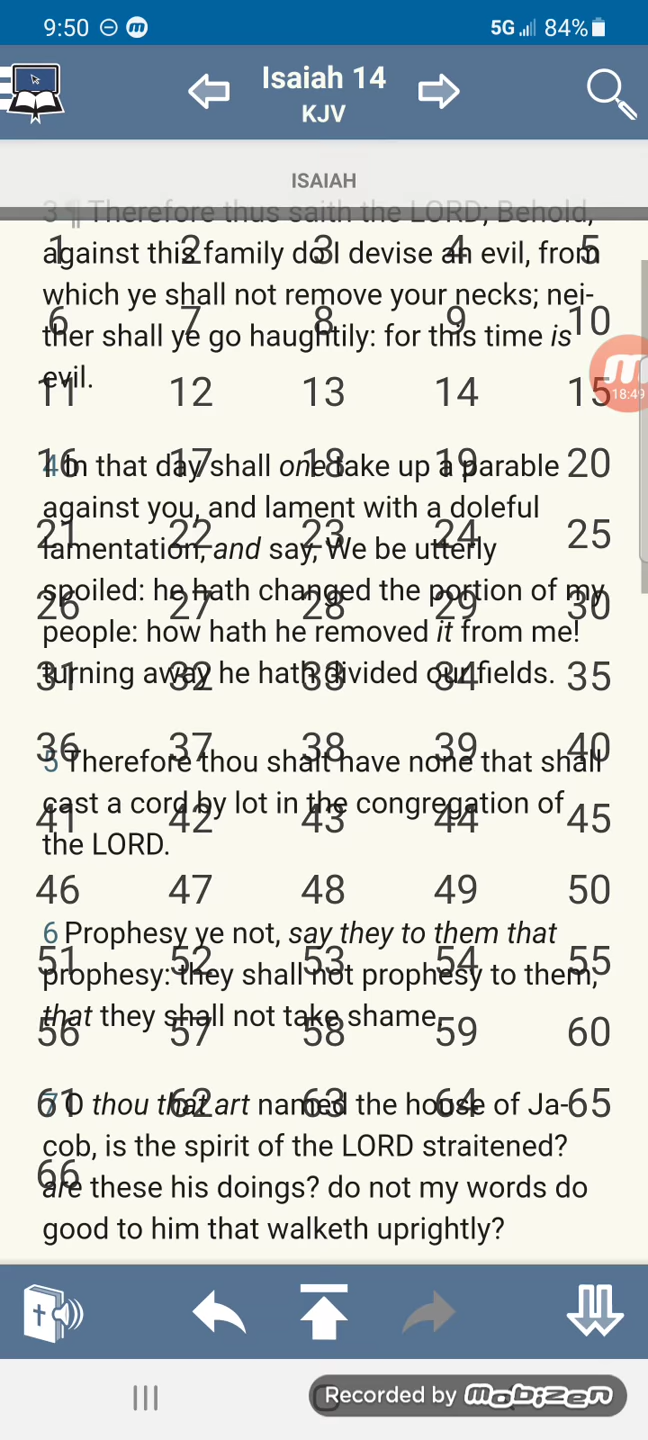 9:50 m 5G 84%
Isaiah 14
KJV
ISAIAH
3 ¶ Therefore thus saith the LORD; Behold,
against this family do I devise an evil, from
1 2 3 4 5
which ye shall not remove your necks; nei-
6 7 8 9 10
ther shall ye go haughtily: for this time is
evil.
18:49
11 12 13 14 15
16 17 18 19 20
4 In that day shall one take up a parable
against you, and lament with a doleful
21 22 23 24 25
lamentation, and say, We be utterly
spoiled: he hath changed the portion of my
26 27 28 29 30
people: how hath he removed it from me!
turning away he hath divided our fields.
31 32 33 34 35
36 37 38 39 40
5 Therefore thou shalt have none that shall
cast a cord by lot in the congregation of
41 42 43 44 45
the LORD.
46 47 48 49 50
6 Prophesy ye not, say they to them that
51 52 53 54 55
prophesy: they shall not prophesy to them,
that they shall not take shame.
56 57 58 59 60
61 62 63 64 65
7 O thou that art named the house of Ja-
cob, is the spirit of the LORD straitened?
66
are these his doings? do not my words do
good to him that walketh uprightly?
Recorded by mobizen